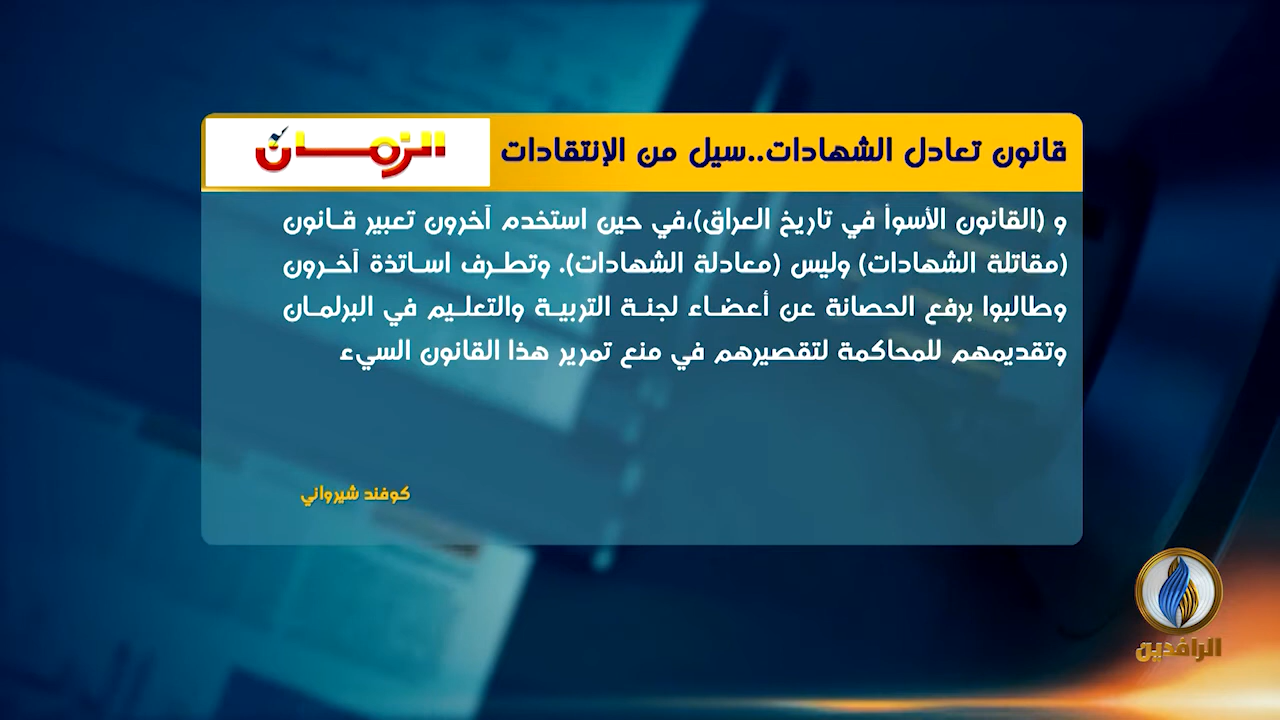 قانون تعادل الشهادات..سيل من الإنتقادات
الزمان
و (القانون الأسوأ في تاريخ العراق)،في حين استخدم آخرون تعبير قانون
(مقاتلة الشهادات) وليس (معادلة الشهادات). وتطرف اساتذة آخرون
وطالبوا برفع الحصانة عن أعضاء لجنة التربية والتعليم في البرلمان
وتقديمهم للمحاكمة لتقصيرهم في منع تمرير هذا القانون السيء
كوفند شيرواني
الرافدين